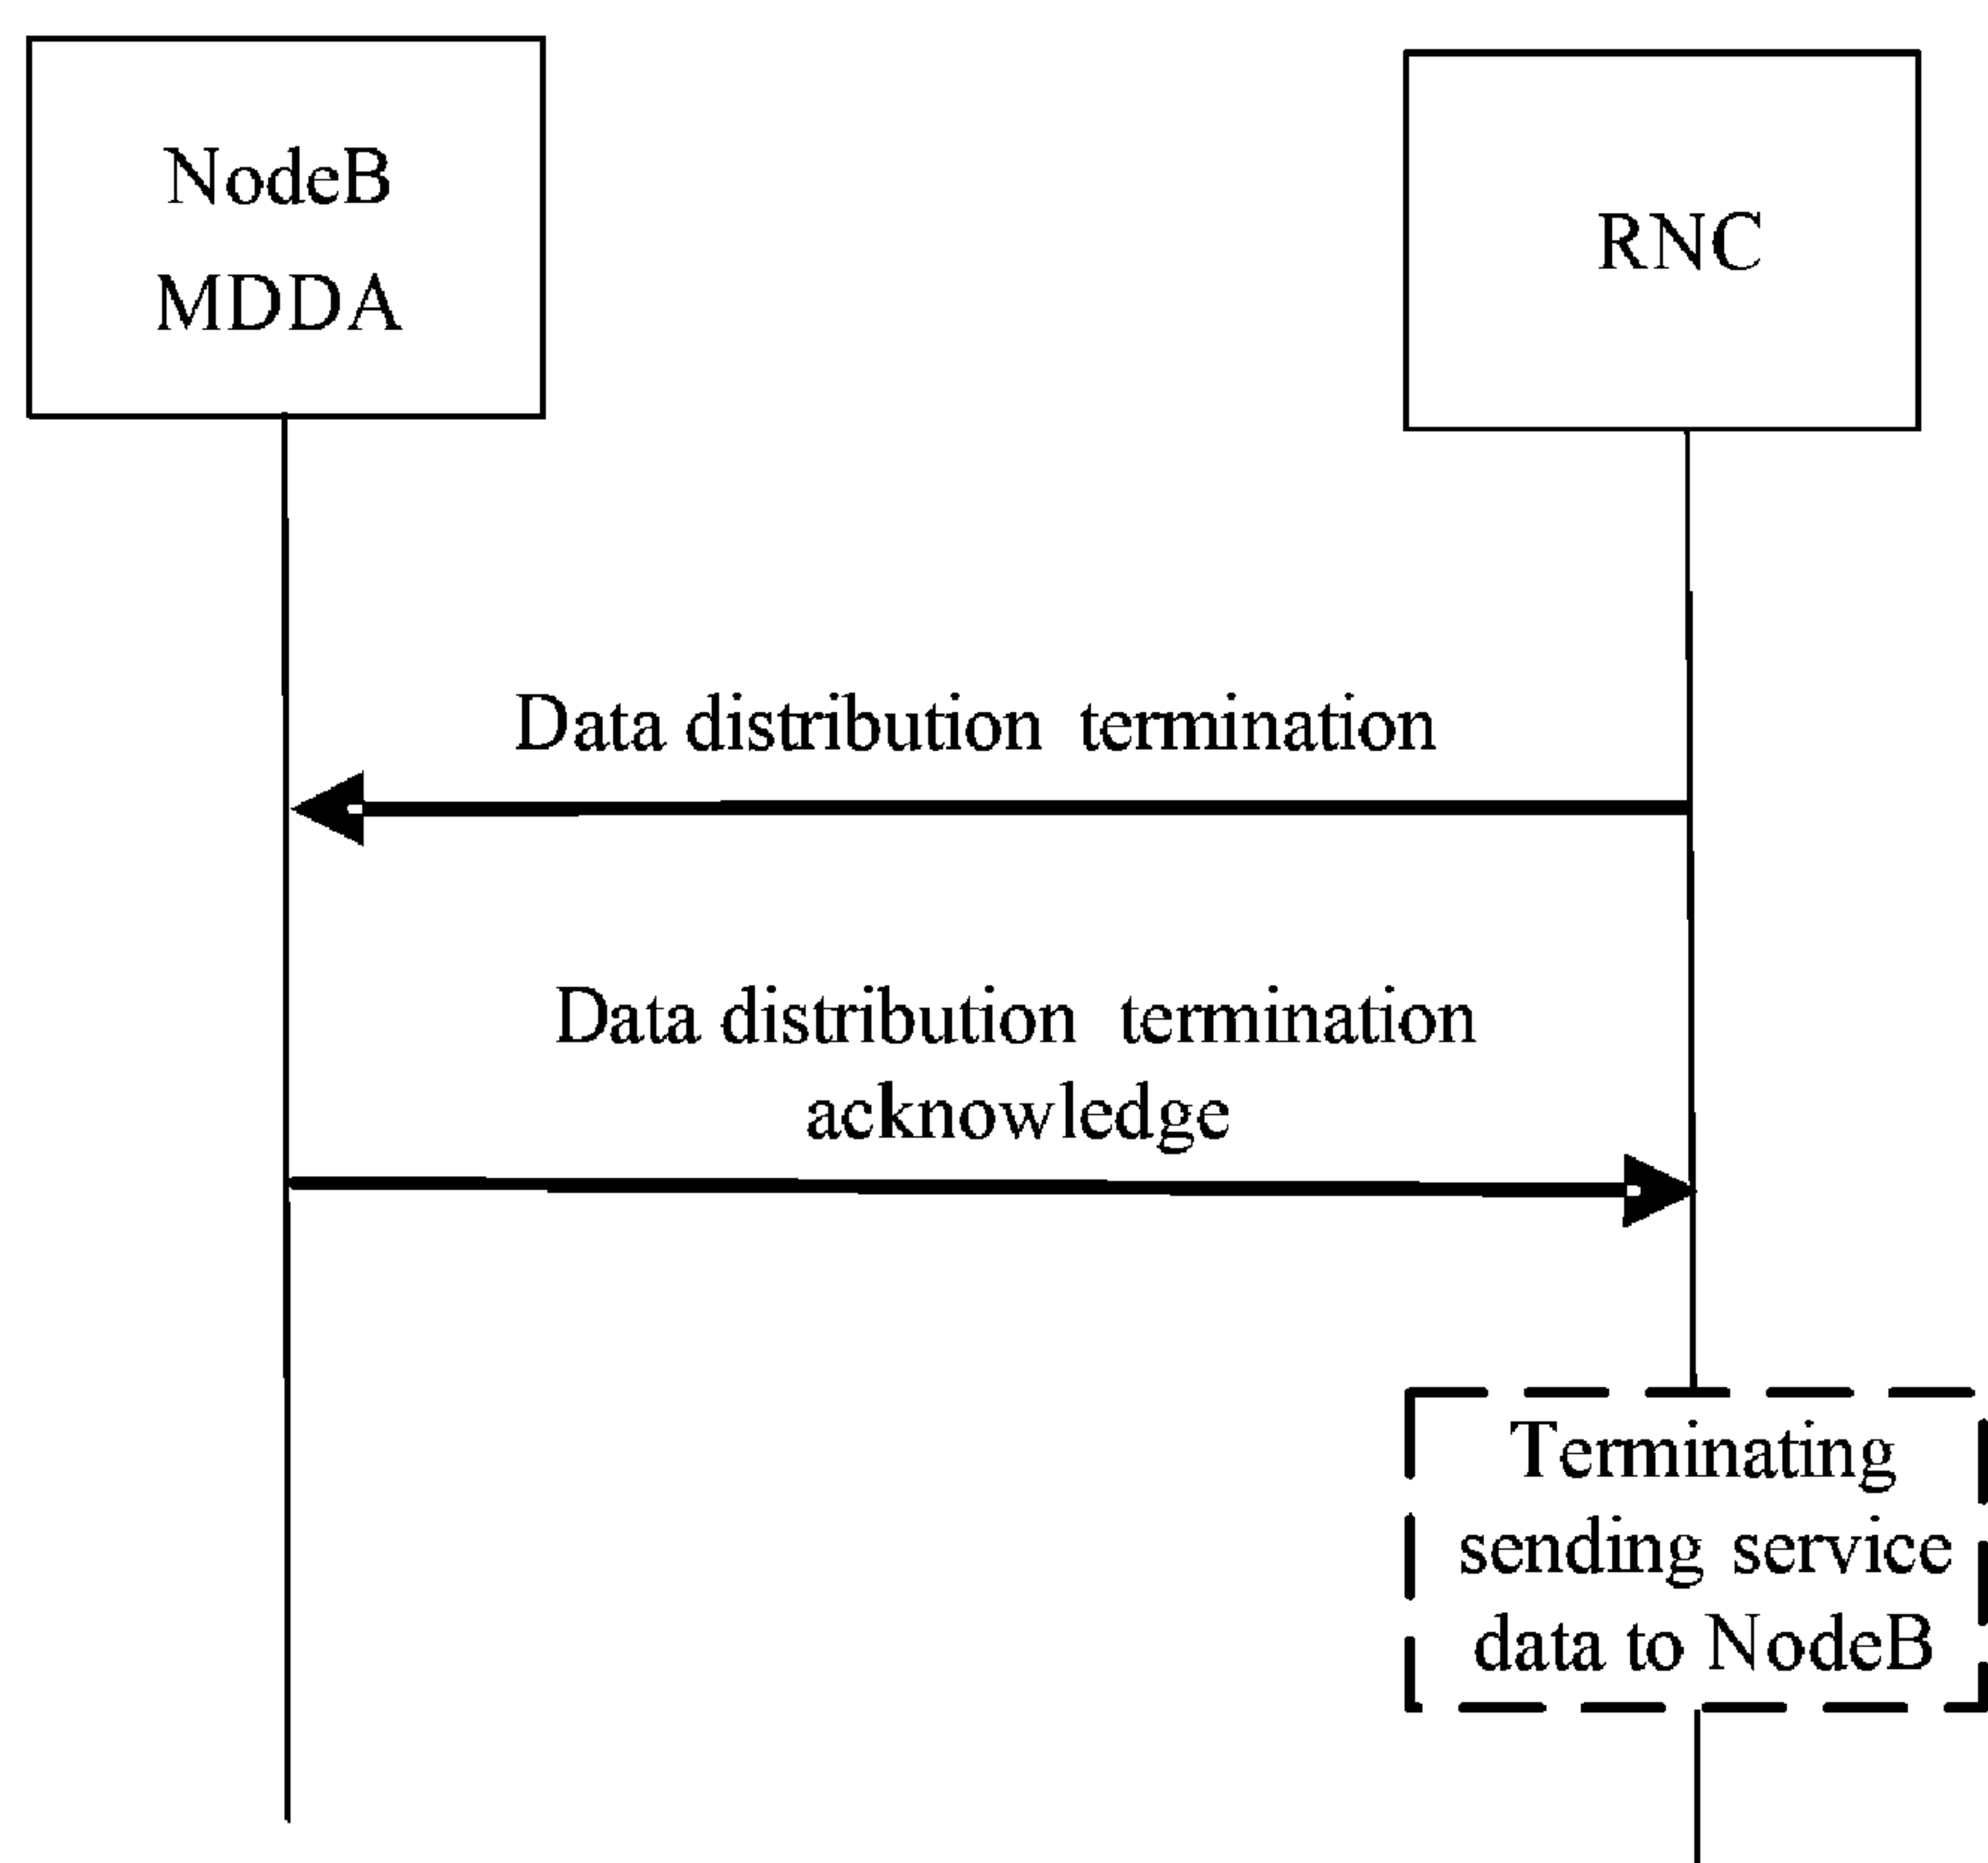 NodeB
MDDA
RNC
Data distribution termination
Data distribution termination
acknowledge
Terminating
sending service
data to NodeB